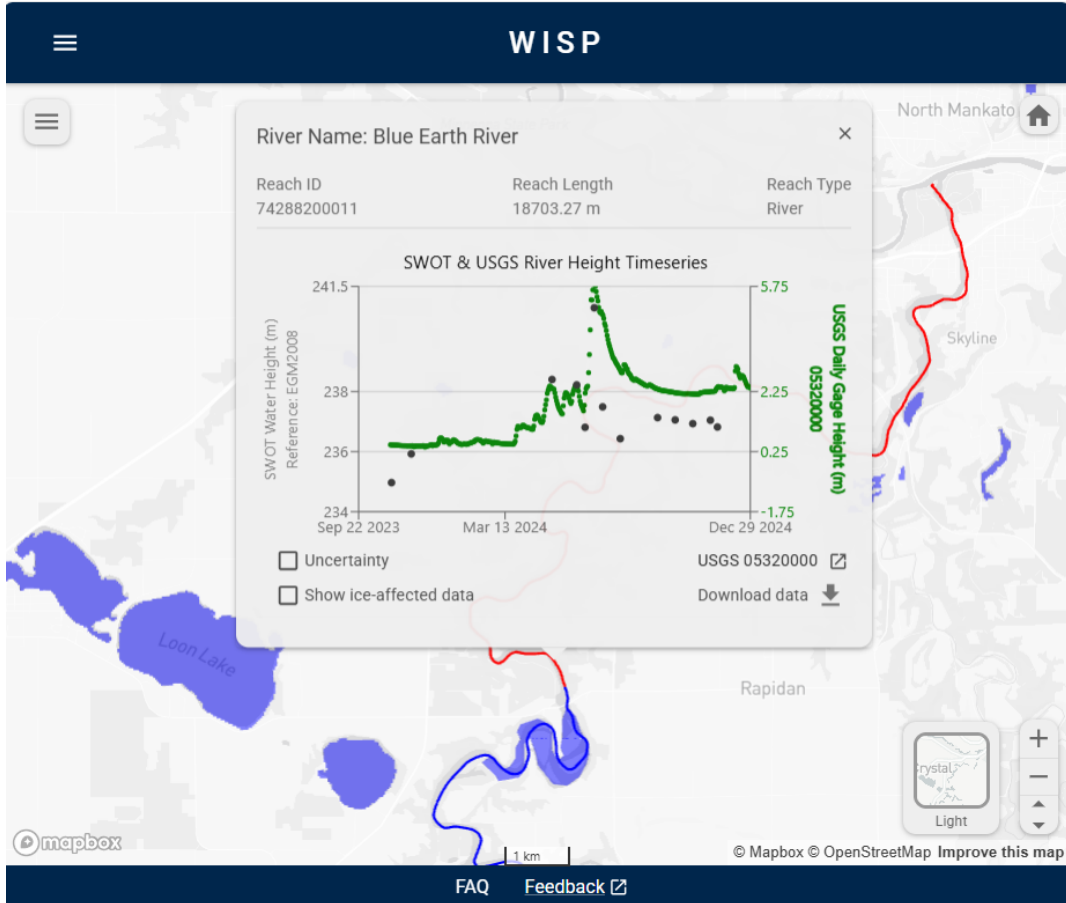 WISP
North Mankato
River Name: Blue Earth River
Reach ID Reach Length Reach Type
74288200011 18703.27 m River
SWOT & USGS River Height Timeseries
241.5
238
236
234
SWOT Water Height (m)
Reference: EGM2008
5.75
2.25
0.25
-1.75
USGS Daily Gage Height (m)
05320000
Sep 22 2023 Mar 13 2024 Dec 29 2024
Uncertainty USGS 05320000
Show ice-affected data Download data
Skyline
Loon Lake
Rapidan
Crystal
Light
mapbox
1 km
© Mapbox © OpenStreetMap Improve this map
FAQ Feedback